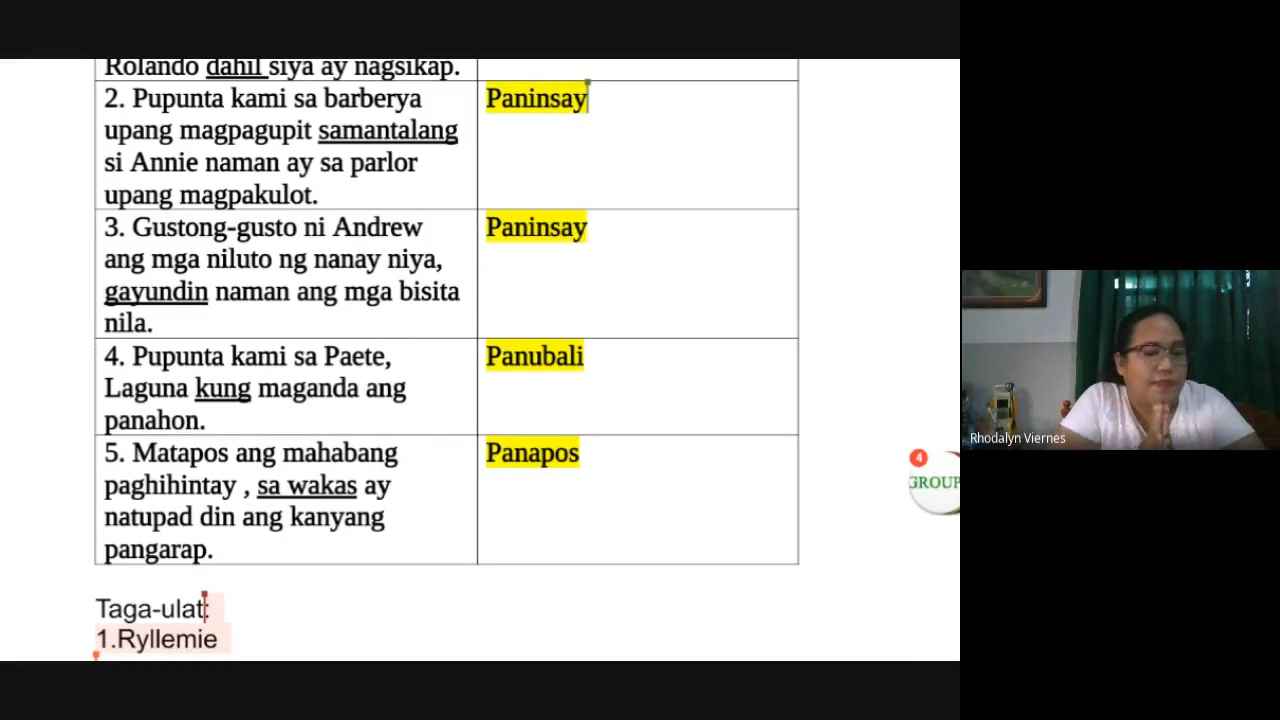 Rolando dahil siya ay nagsikap.
2. Pupunta kami sa barberya
upang magpagupit samantalang
si Annie naman ay sa parlor
upang magpakulot.
Paninsay
3. Gustong-gusto ni Andrew
ang mga niluto ng nanay niya,
gayundin naman ang mga bisita
nila.
Paninsay
4. Pupunta kami sa Paete,
Laguna kung maganda ang
panahon.
Panubali
5. Matapos ang mahabang
paghihintay , sa wakas ay
natupad din ang kanyang
pangarap.
Panapos
Taga-ulat:
1.Ryllemie
4
GROUP
Rhodalyn Viernes